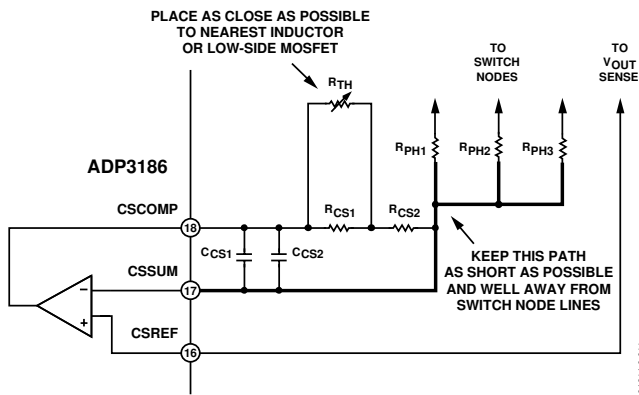 PLACE AS CLOSE AS POSSIBLE
TO NEAREST INDUCTOR
OR LOW-SIDE MOSFET
TO
SWITCH
NODES
TO
VOUT
SENSE
RTH
RPH1
RPH2
RPH3
ADP3186
CSCOMP
18
RCS1
RCS2
CCS1
CCS2
KEEP THIS PATH
AS SHORT AS POSSIBLE
AND WELL AWAY FROM
SWITCH NODE LINES
CSSUM
17
−
+
CSREF
16